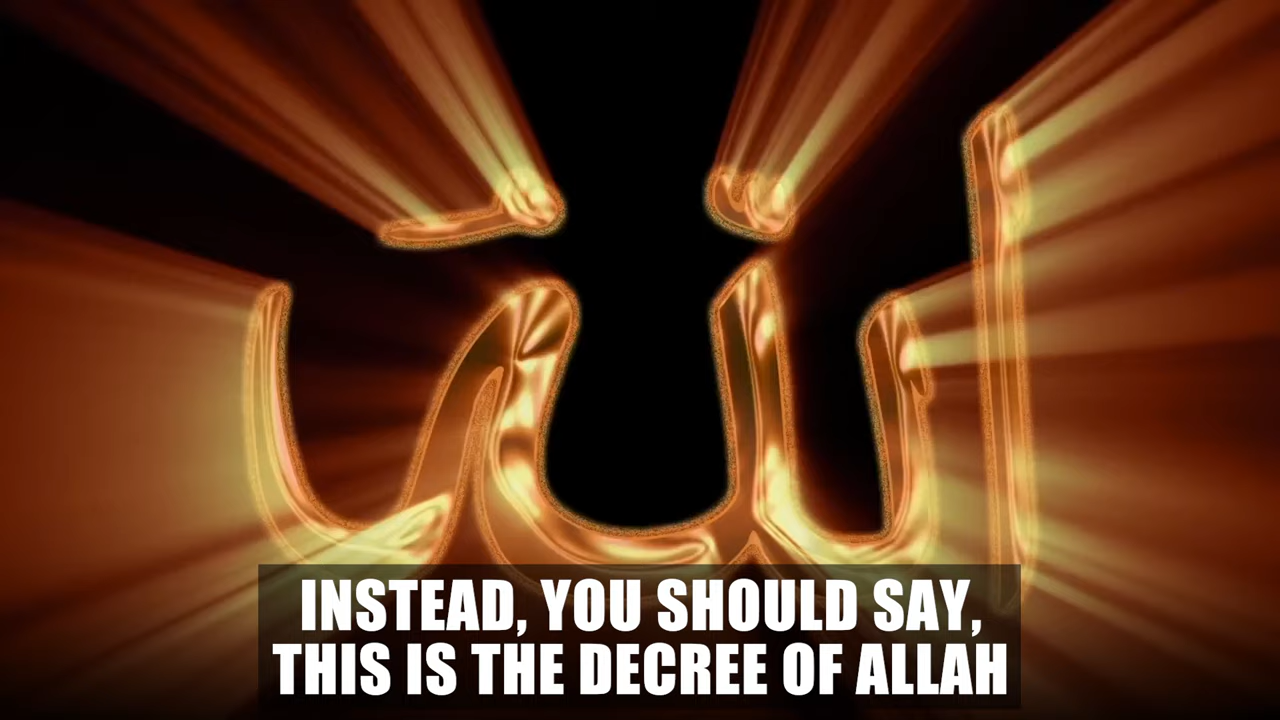 الله
INSTEAD, YOU SHOULD SAY,
THIS IS THE DECREE OF ALLAH